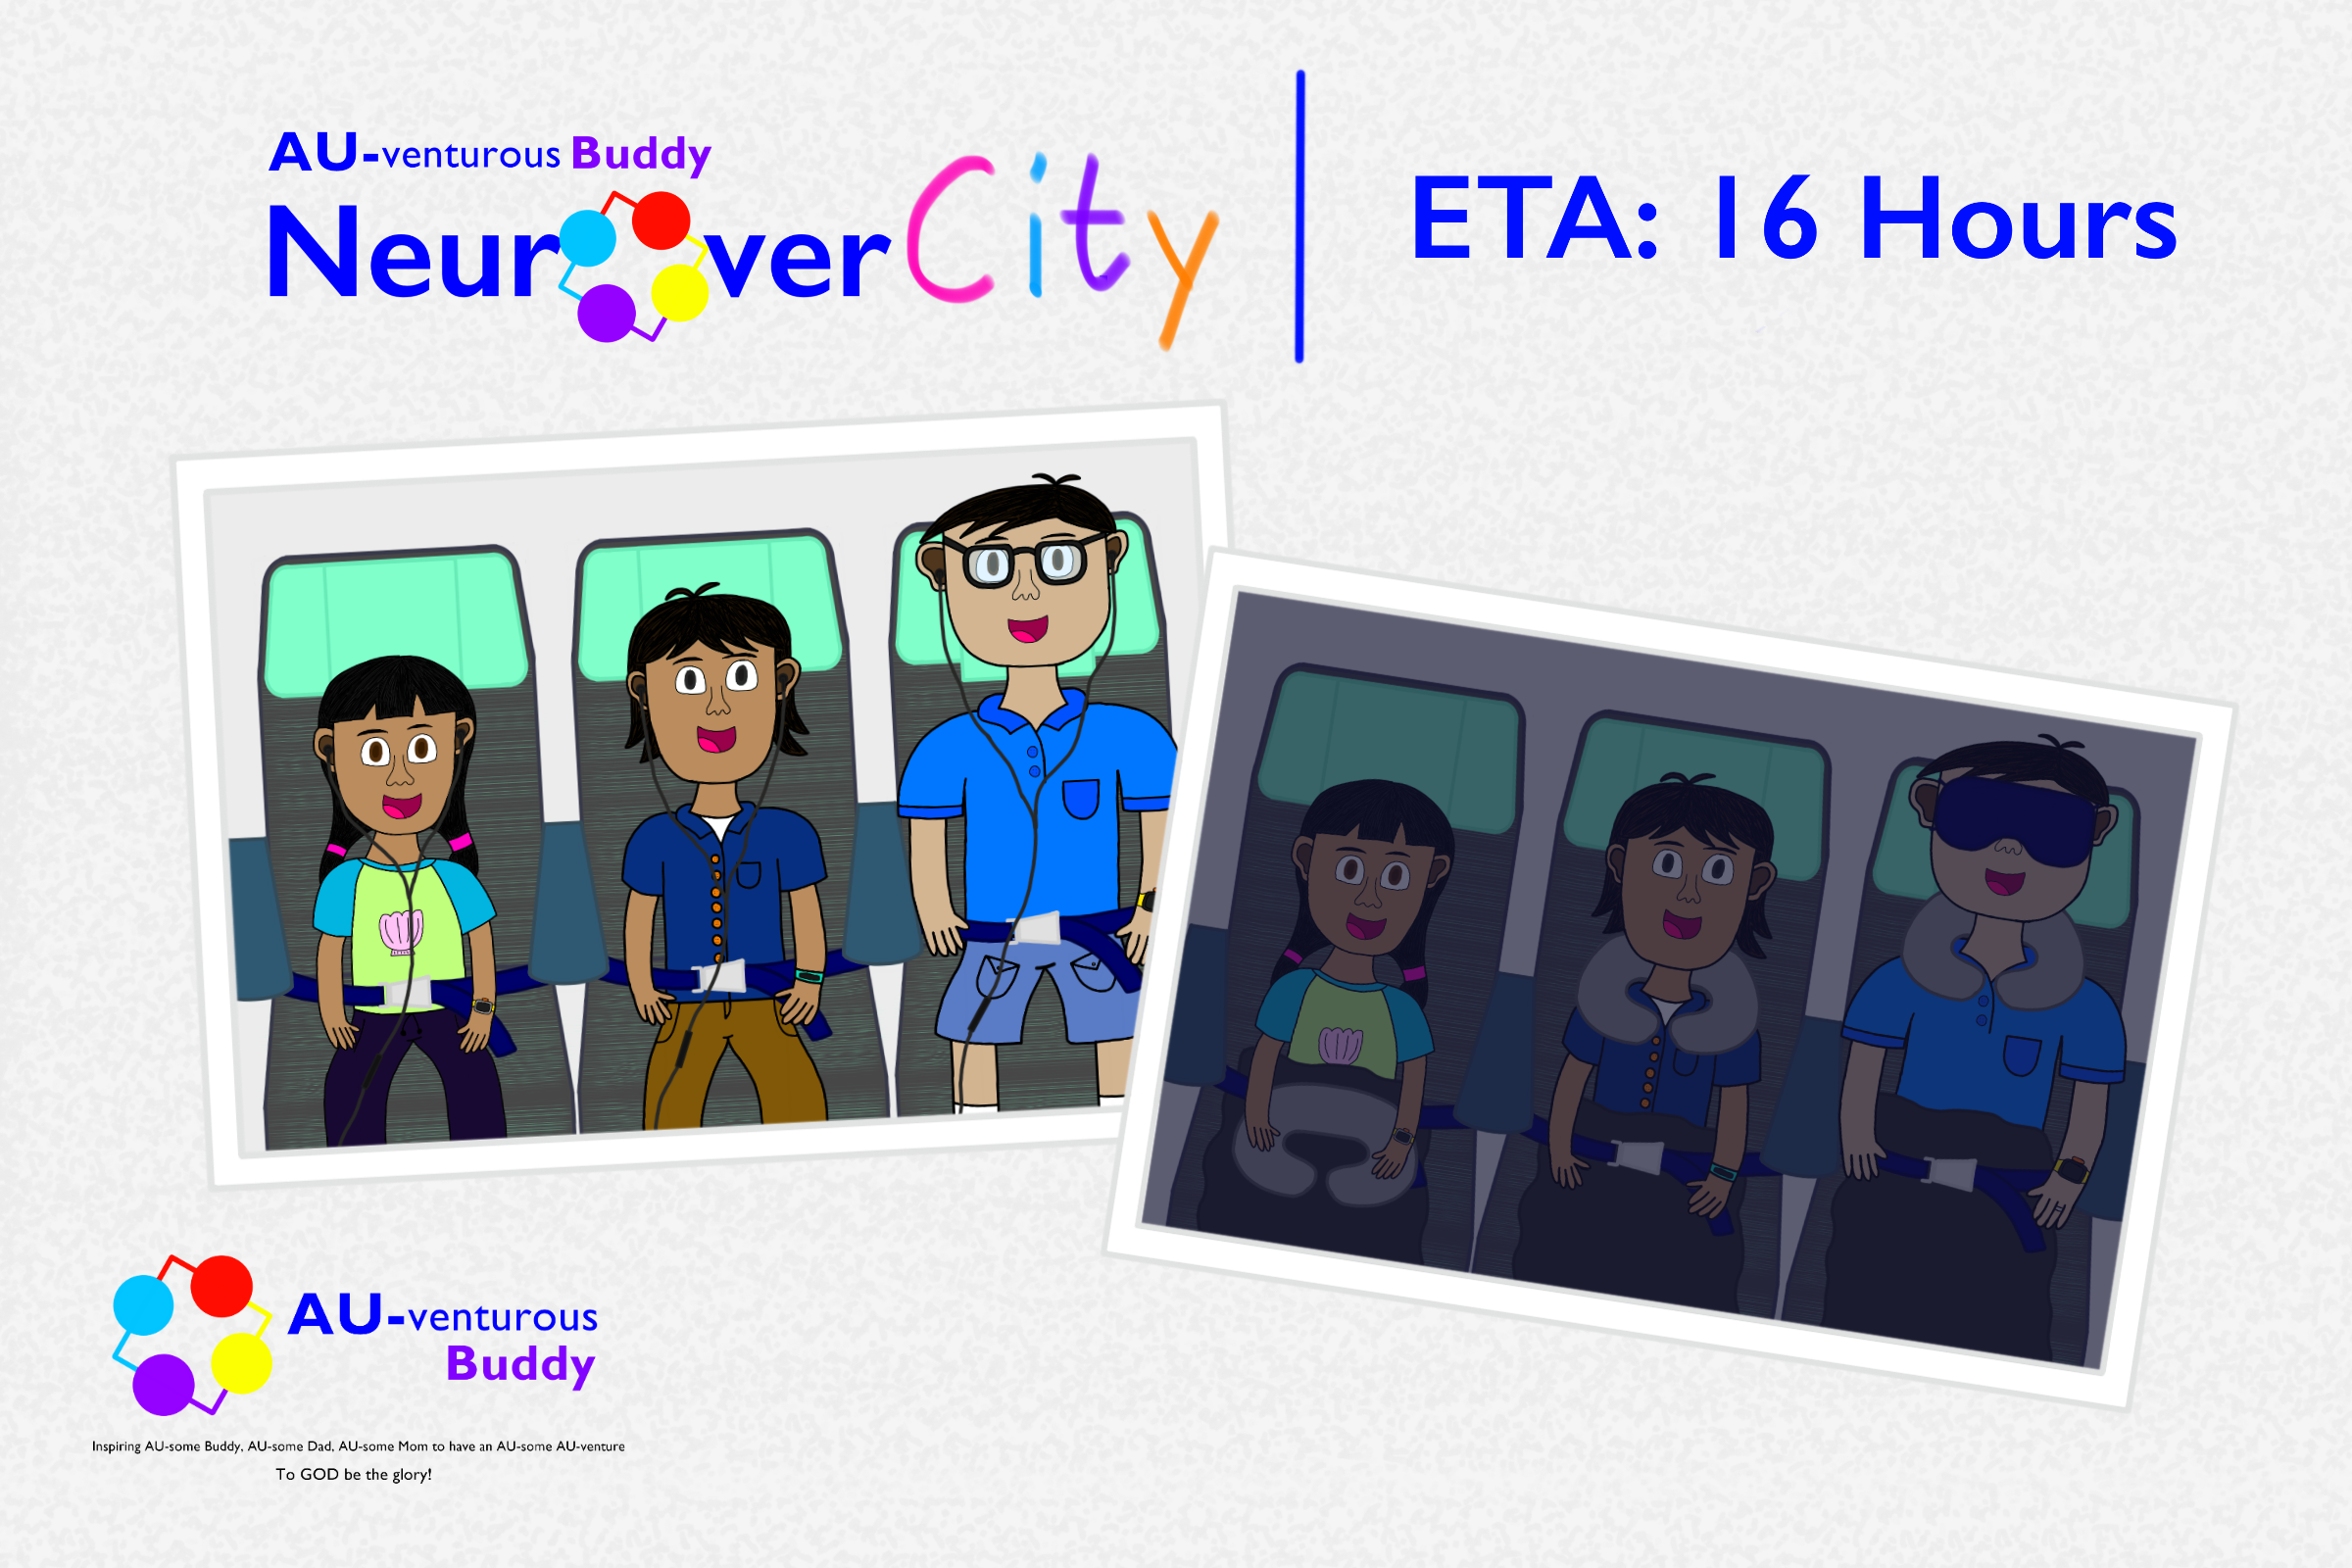 AU-venturous Buddy
NeuroverCity
ETA: 16 Hours
AU-venturous
Buddy
Inspiring AU-some Buddy, AU-some Dad, AU-some Mom to have an AU-some AU-venture
To GOD be the glory!